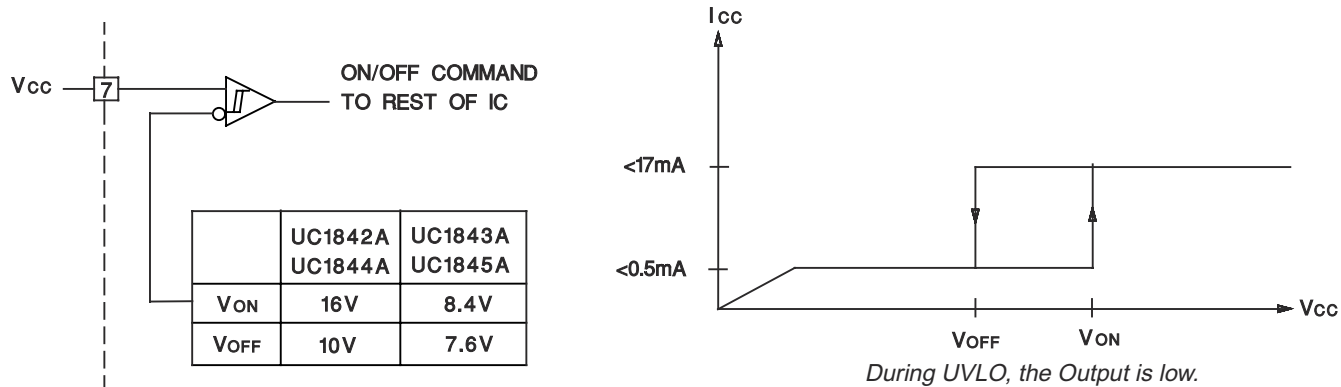 Vcc
7
ON/OFF COMMAND
TO REST OF IC
UC1842A UC1843A
UC1844A UC1845A
VON 16V 8.4V
VOFF 10V 7.6V
Icc
<17mA
<0.5mA
Vcc
VOFF VON
During UVLO, the Output is low.